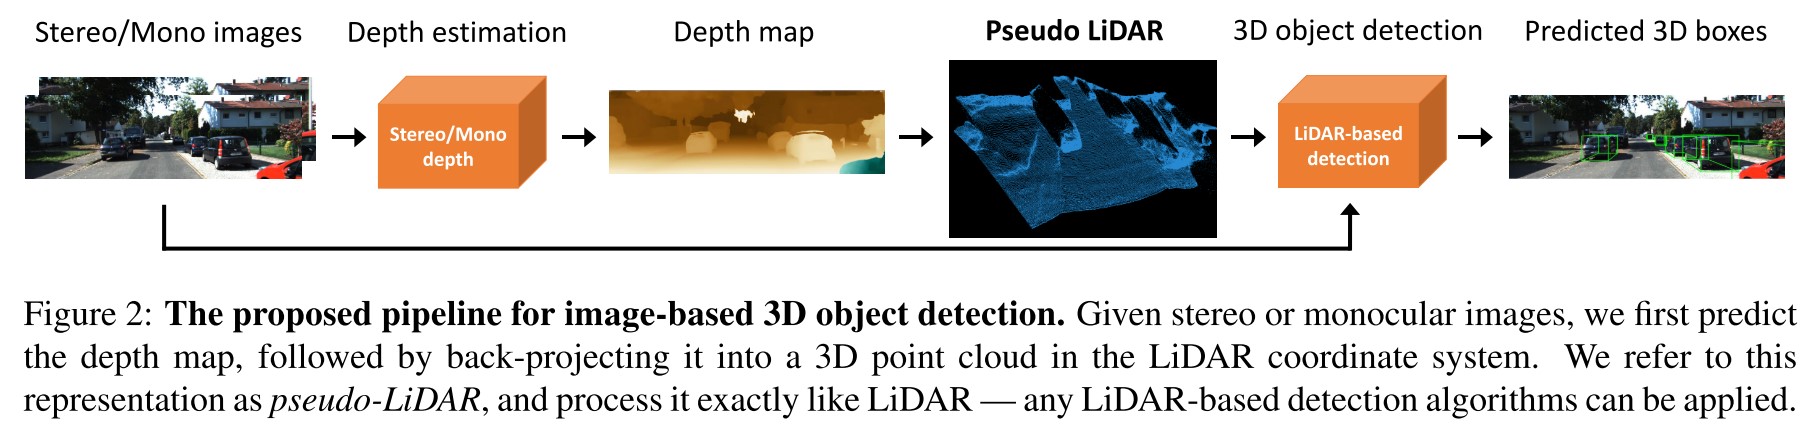 Stereo/Mono images
Depth estimation
Depth map
Pseudo LiDAR
3D object detection
Predicted 3D boxes
Stereo/Mono
depth
LiDAR-based
detection
Figure 2: The proposed pipeline for image-based 3D object detection. Given stereo or monocular images, we first predict
the depth map, followed by back-projecting it into a 3D point cloud in the LiDAR coordinate system. We refer to this
representation as pseudo-LiDAR, and process it exactly like LiDAR — any LiDAR-based detection algorithms can be applied.